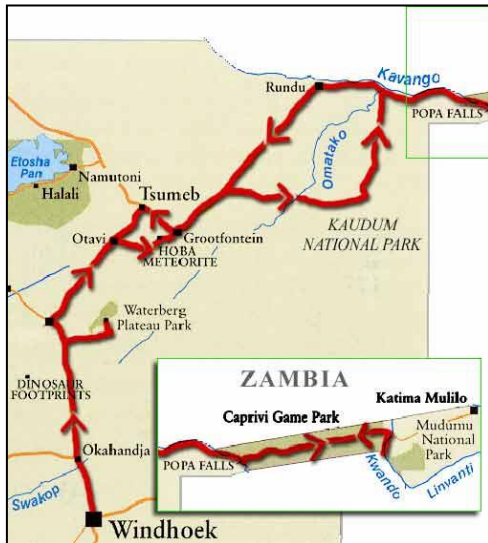 Kavango
Rundu
POPA FALLS
Omatako
Etosha
Pan
Namutoni
Halali
Tsumeb
Otavi
Grootfontein
HOBA
METEORITE
KAUDUM
NATIONAL PARK
Waterberg
Plateau Park
DINOSAUR
FOOTPRINTS
ZAMBIA
Katima Mulilo
Caprivi Game Park
Mudumu
National
Park
POPA FALLS
Kwando
Linvanti
Okahandja
Swakop
Windhoek